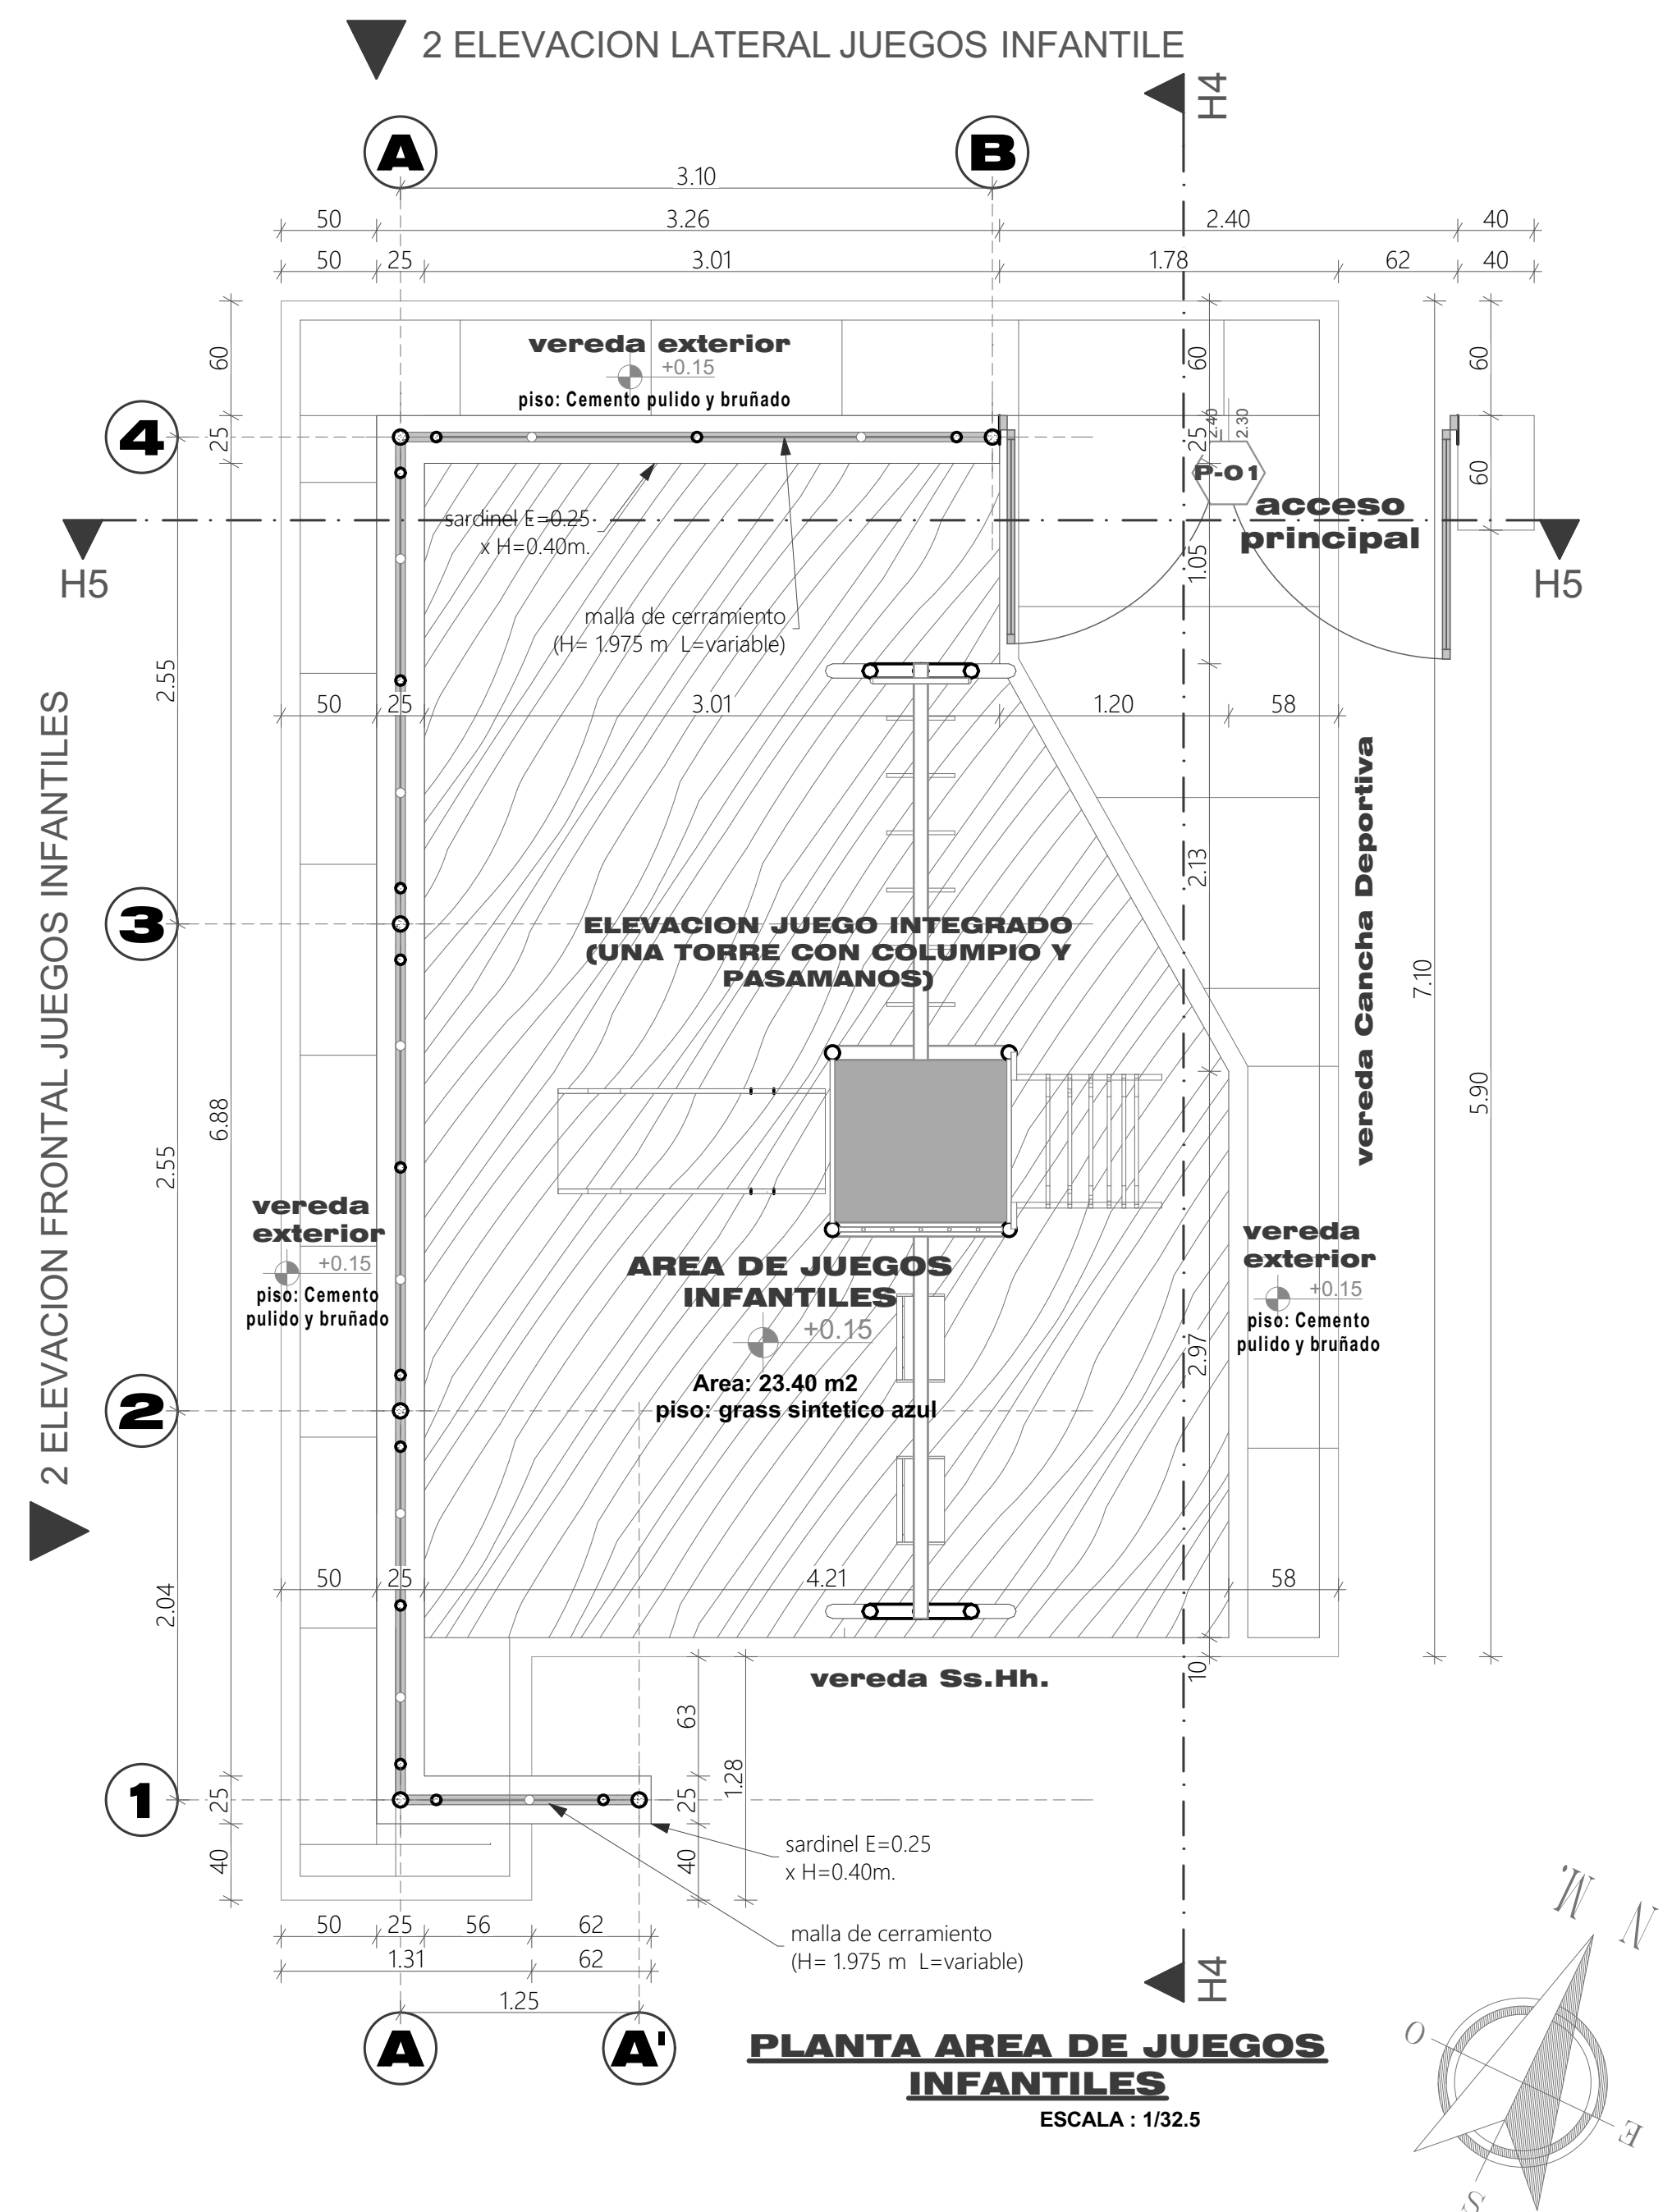 2 ELEVACION LATERAL JUEGOS INFANTILE
H4
A
B
3.10
50
3.26
2.40
40
50
25
3.01
1.78
62
40
vereda exterior
+0.15
piso: Cemento pulido y bruñado
60
60
60
4
25
25
2.40
2.30
P-01
60
acceso
principal
sardinel E=0.25
x H=0.40m.
H5
H5
1.05
malla de cerramiento
(H= 1.975 m L=variable)
2.55
50
25
3.01
1.20
58
2 ELEVACION FRONTAL JUEGOS INFANTILES
vereda Cancha Deportiva
2.13
3
ELEVACION JUEGO INTEGRADO
(UNA TORRE CON COLUMPIO Y
PASAMANOS)
7.10
5.90
6.88
2.55
vereda
exterior
+0.15
piso: Cemento
pulido y bruñado
AREA DE JUEGOS
INFANTILES
+0.15
Area: 23.40 m2
piso: grass sintetico azul
vereda
exterior
+0.15
piso: Cemento
pulido y bruñado
2.97
2
50
25
4.21
58
2.04
vereda Ss.Hh.
10
63
1.28
1
25
25
40
40
sardinel E=0.25
x H=0.40m.
50
25
56
62
malla de cerramiento
(H= 1.975 m L=variable)
1.31
62
1.25
H4
A
A'
PLANTA AREA DE JUEGOS
INFANTILES
ESCALA : 1/32.5
N M.
O
E
S